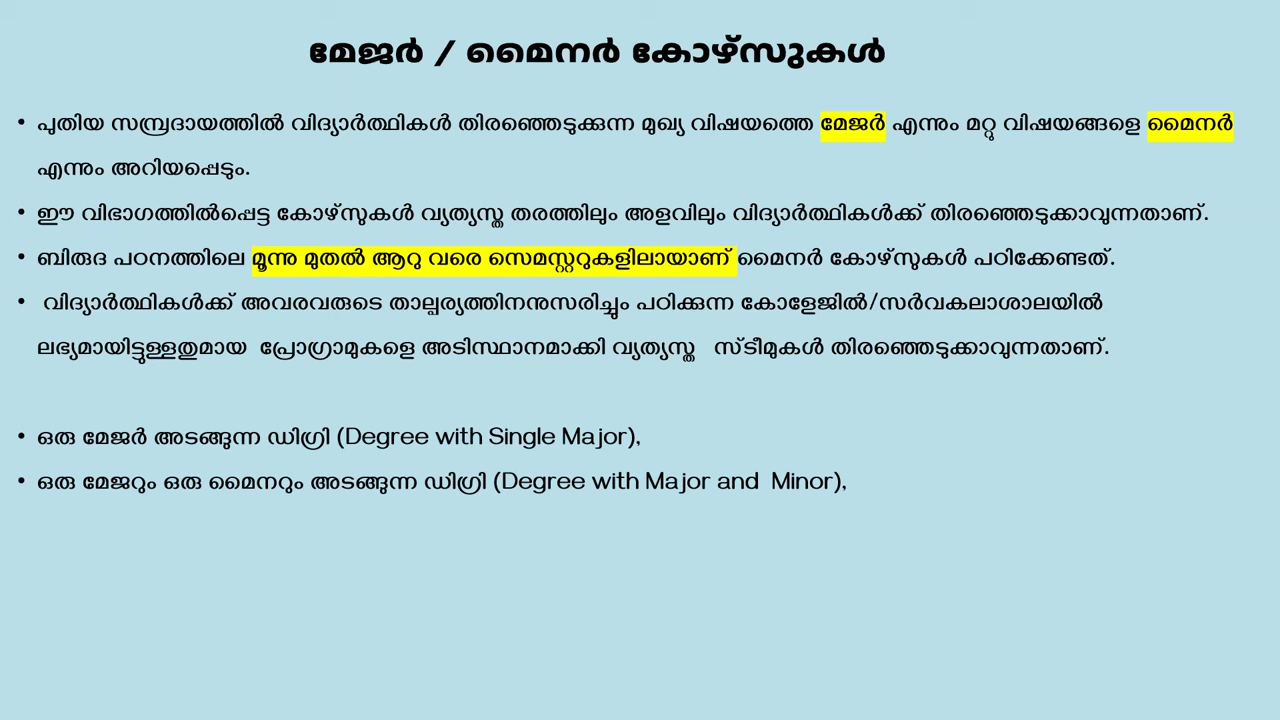 മേജർ / മൈനർ കോഴ്സുകൾ
• പുതിയ സമ്പ്രദായത്തിൽ വിദ്യാർത്ഥികൾ തിരഞ്ഞെടുക്കുന്ന മുഖ്യ വിഷയത്തെ മേജർ എന്നും മറ്റു വിഷയങ്ങളെ മൈനർ
എന്നും അറിയപ്പെടും.
• ഈ വിഭാഗത്തിൽപ്പെട്ട കോഴ്സുകൾ വ്യത്യസ്ത തരത്തിലും അളവിലും വിദ്യാർത്ഥികൾക്ക് തിരഞ്ഞെടുക്കാവുന്നതാണ്.
• ബിരുദ പഠനത്തിലെ മൂന്നു മുതൽ ആറു വരെ സെമസ്റ്ററുകളിലായാണ് മൈനർ കോഴ്സുകൾ പഠിക്കേണ്ടത്.
• വിദ്യാർത്ഥികൾക്ക് അവരവരുടെ താല്പര്യത്തിനനുസരിച്ചും പഠിക്കുന്ന കോളേജിൽ/സർവകലാശാലയിൽ
ലഭ്യമായിട്ടുള്ളതുമായ പ്രോഗ്രാമുകളെ അടിസ്ഥാനമാക്കി വ്യത്യസ്ത സ്ടീമുകൾ തിരഞ്ഞെടുക്കാവുന്നതാണ്.
• ഒരു മേജർ അടങ്ങുന്ന ഡിഗ്രി (Degree with Single Major),
• ഒരു മേജറും ഒരു മൈനറും അടങ്ങുന്ന ഡിഗ്രി (Degree with Major and Minor),